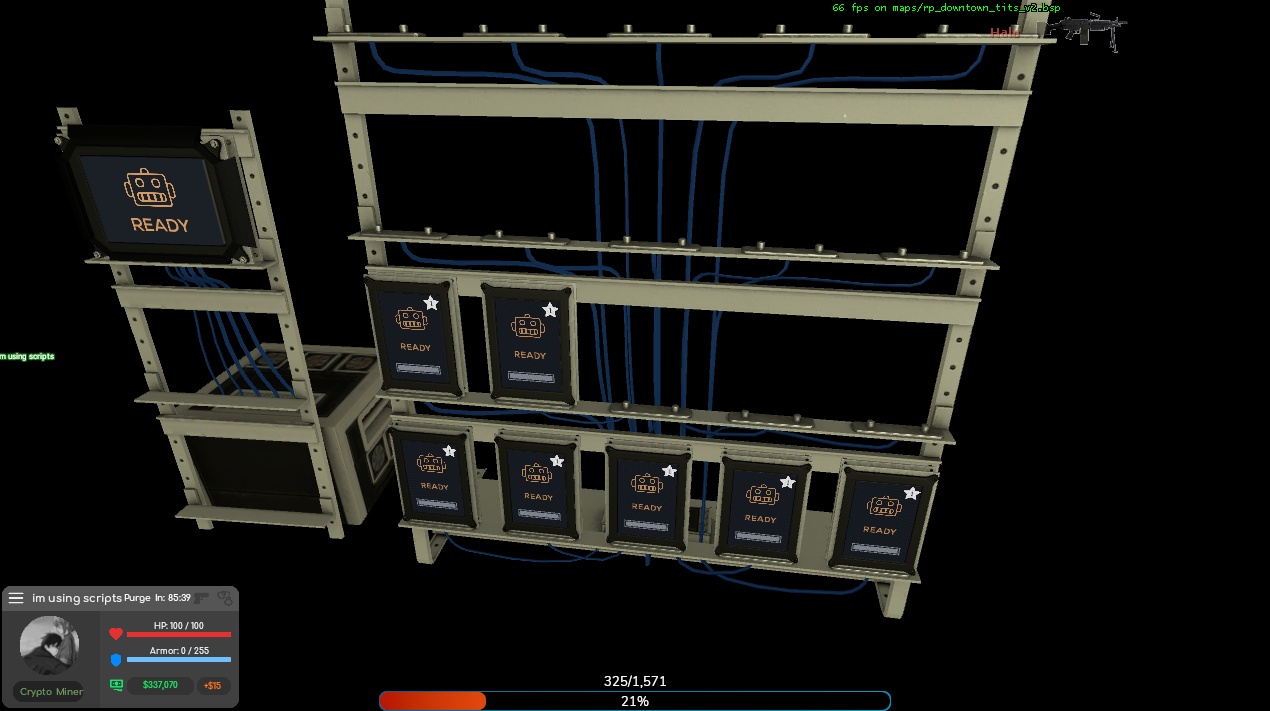 66 fps on maps/rp_downtown_tits_v2.bsp
Halo
READY
READY
READY
im using scripts
READY
READY
READY
READY
READY
im using scripts Purge In: 85:39
HP: 100 / 100
Armor: 0 / 255
$337,070 +$15
Crypto Miner
325/1,571
21%